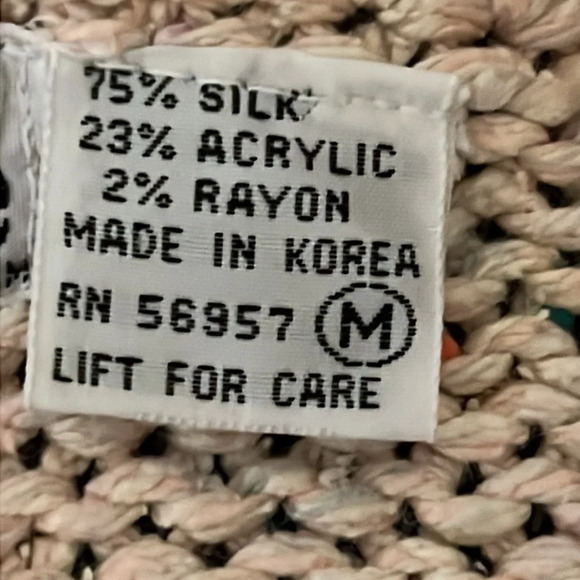 75% SILK
23% ACRYLIC
2% RAYON
MADE IN KOREA
RN 56957 M
LIFT FOR CARE